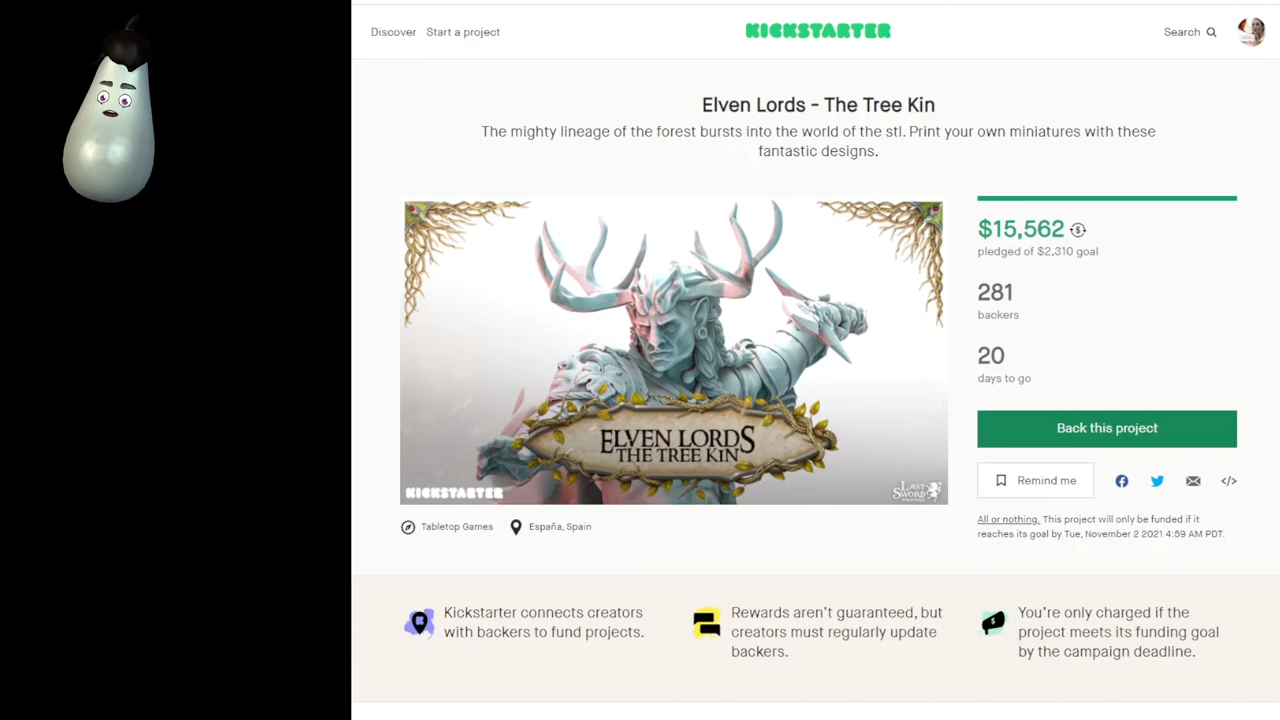 Discover Start a project
KICKSTARTER
Search
Elven Lords - The Tree Kin
The mighty lineage of the forest bursts into the world of the stl. Print your own miniatures with these
fantastic designs.
ELVEN LORDS
THE TREE KIN
KICKSTARTER
LAST
SWORD
$15,562
pledged of $2,310 goal
281
backers
20
days to go
Back this project
Remind me
All or nothing. This project will only be funded if it
reaches its goal by Tue, November 2 2021 4:59 AM PDT.
Tabletop Games
España, Spain
Kickstarter connects creators
with backers to fund projects.
Rewards aren't guaranteed, but
creators must regularly update
backers.
You're only charged if the
project meets its funding goal
by the campaign deadline.